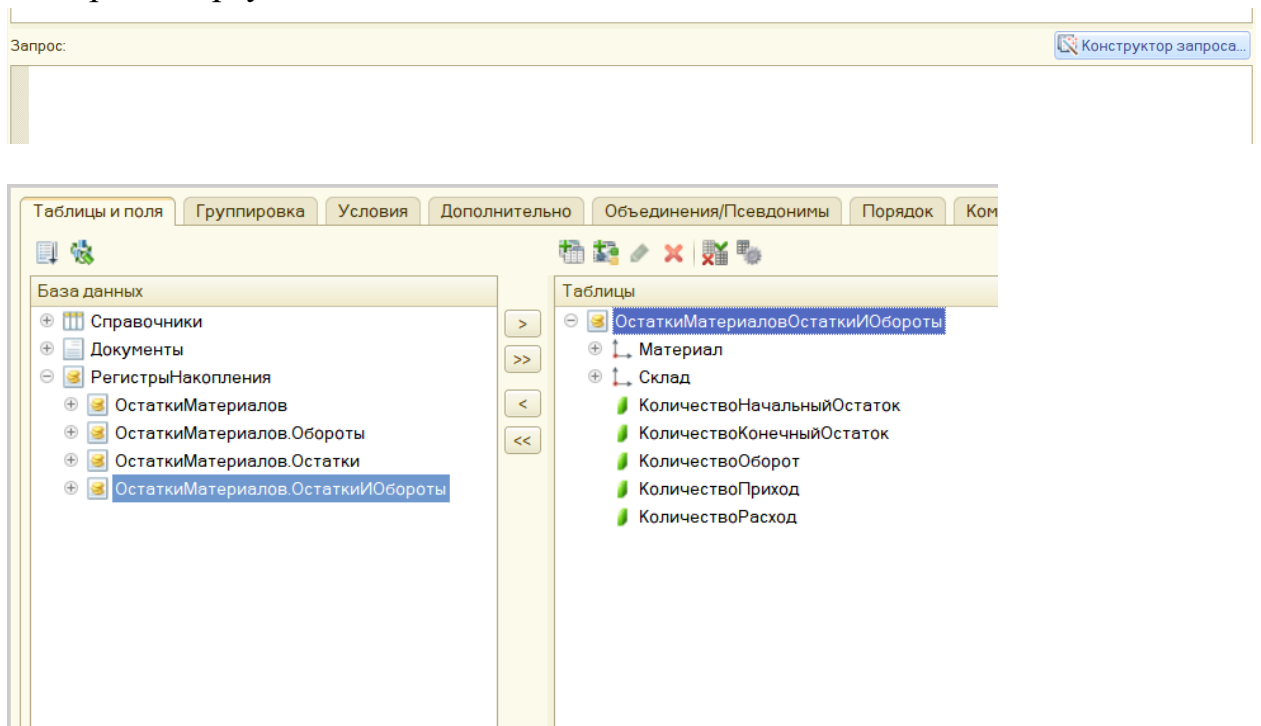 Запрос:
Конструктор запроса...
Таблицы и поля
Группировка
Условия
Дополнительно
Объединения/Псевдонимы
Порядок
Ком
База данных
Справочники
Документы
РегистрыНакопления
ОстаткиМатериалов
ОстаткиМатериалов.Обороты
ОстаткиМатериалов.Остатки
ОстаткиМатериалов.ОстаткиИОбороты
>
>>
<
<<
Таблицы
ОстаткиМатериаловОстаткиИОбороты
Материал
Склад
КоличествоНачальныйОстаток
КоличествоКонечныйОстаток
КоличествоОборот
КоличествоПриход
КоличествоРасход